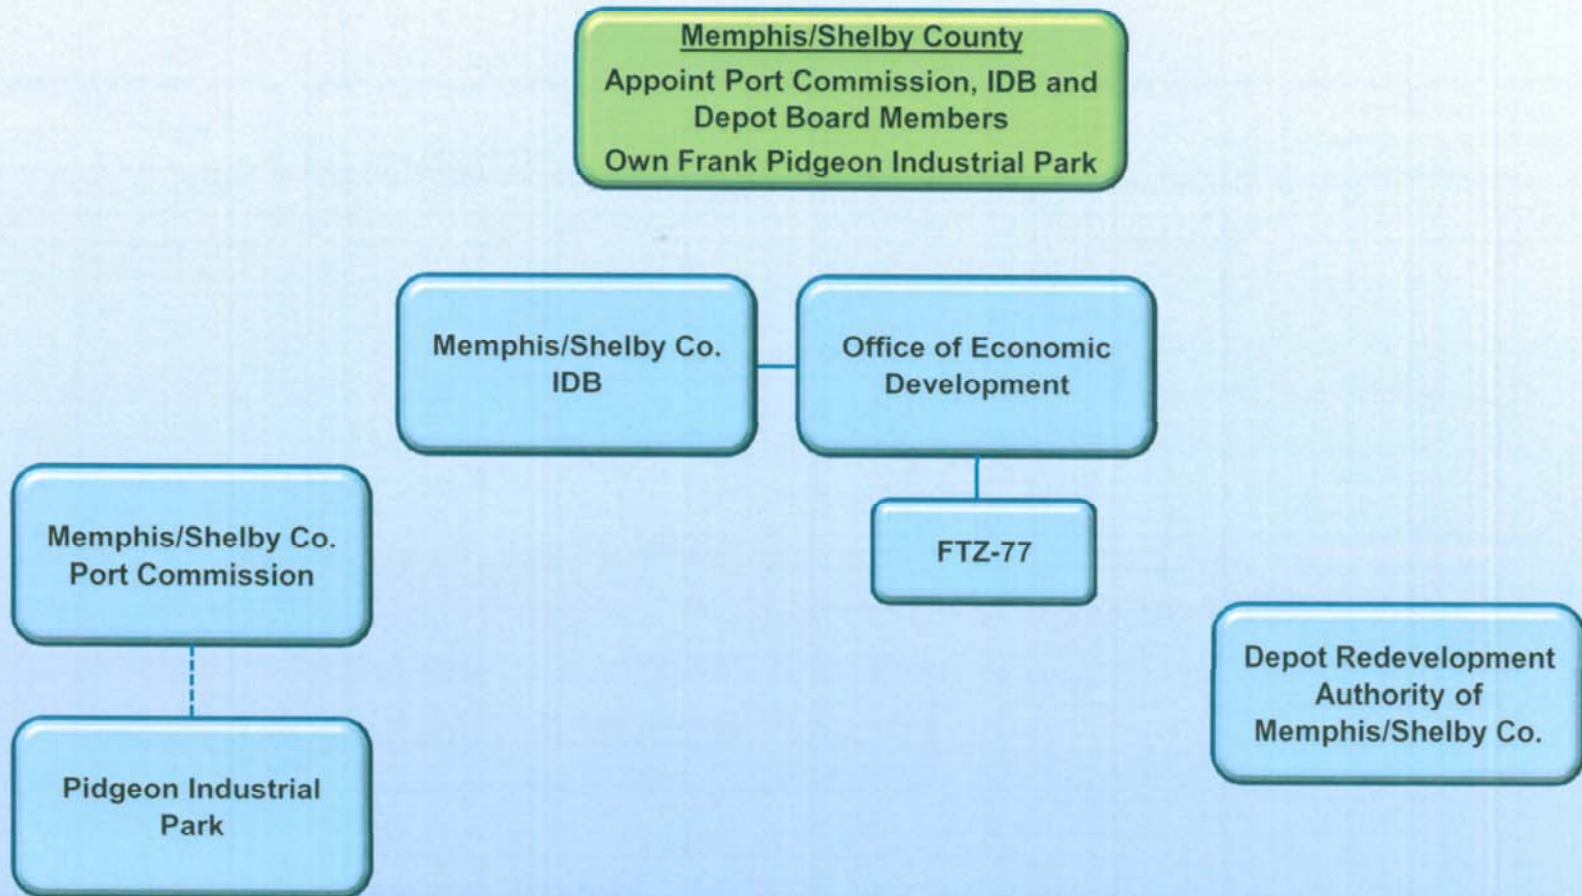 Memphis/Shelby County
Appoint Port Commission, IDB and
Depot Board Members
Own Frank Pidgeon Industrial Park
Memphis/Shelby Co.
IDB
Office of Economic
Development
Memphis/Shelby Co.
Port Commission
FTZ-77
Depot Redevelopment
Authority of
Memphis/Shelby Co.
Pidgeon Industrial
Park